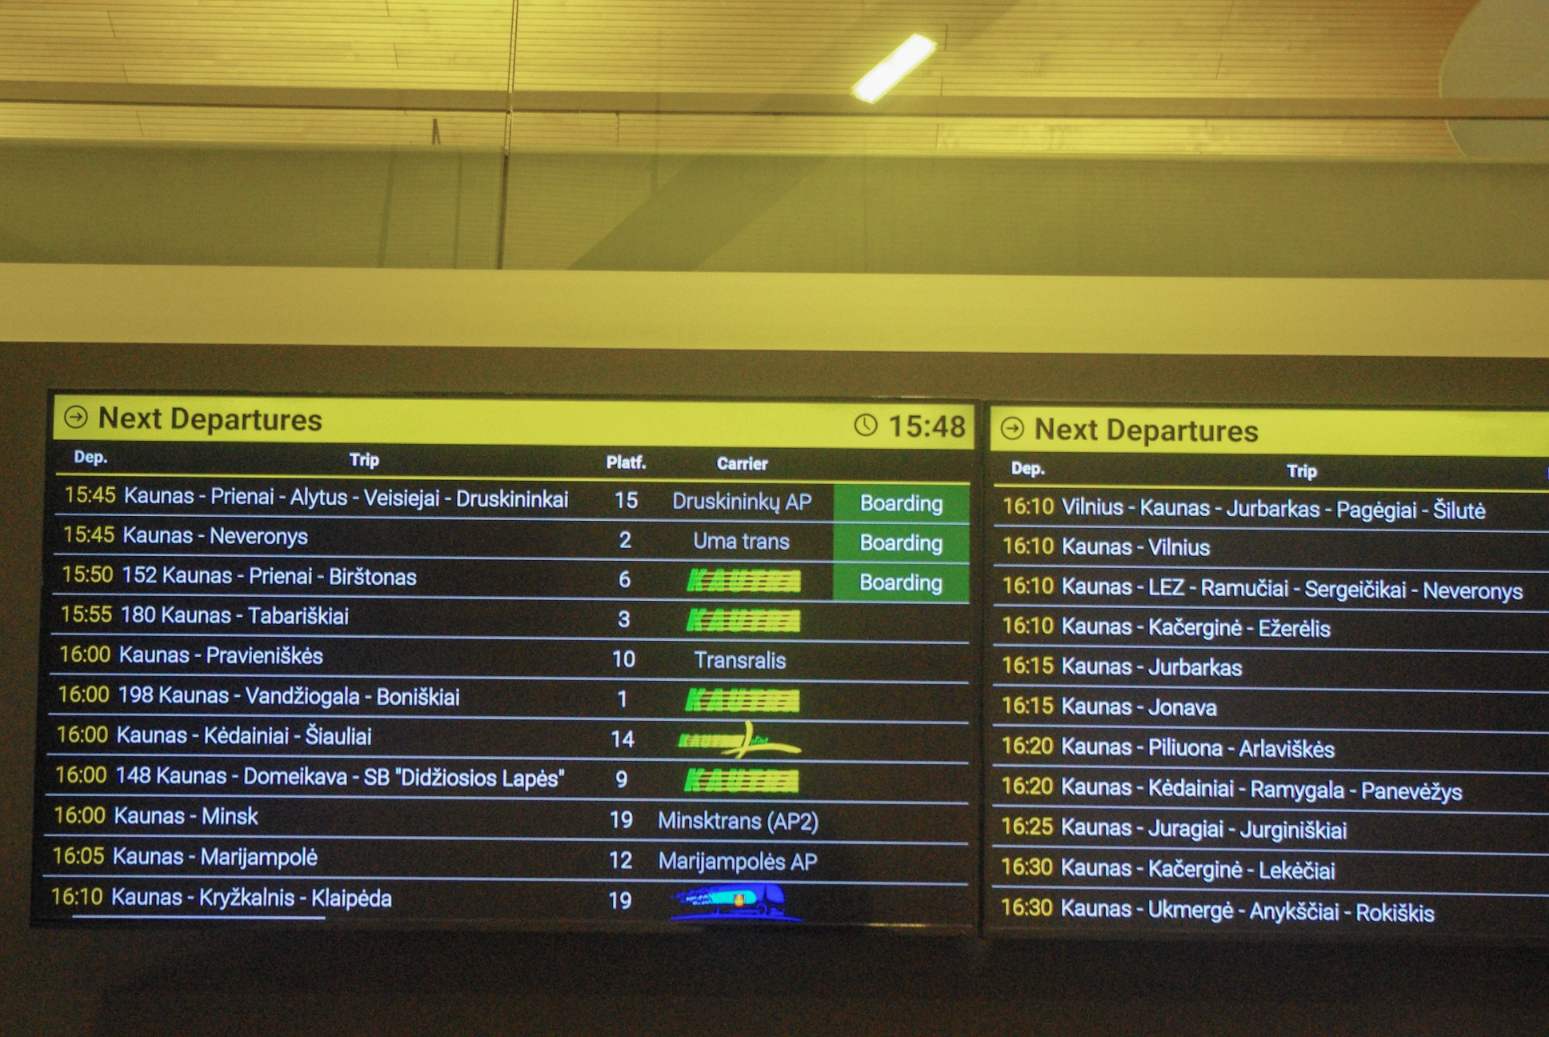 Next Departures 15:48
Dep. Trip Platf. Carrier
15:45 Kaunas - Prienai - Alytus - Veisiejai - Druskininkai 15 Druskininkų AP Boarding
15:45 Kaunas - Neveronys 2 Uma trans Boarding
15:50 152 Kaunas - Prienai - Birštonas 6 KAUTRA Boarding
15:55 180 Kaunas - Tabariškiai 3 KAUTRA
16:00 Kaunas - Pravieniškės 10 Transralis
16:00 198 Kaunas - Vandžiogala - Boniškiai 1 KAUTRA
16:00 Kaunas - Kėdainiai - Šiauliai 14 KAUTRA
16:00 148 Kaunas - Domeikava - SB "Didžiosios Lapės" 9 KAUTRA
16:00 Kaunas - Minsk 19 Minsktrans (AP2)
16:05 Kaunas - Marijampolė 12 Marijampolės AP
16:10 Kaunas - Kryžkalnis - Klaipėda 19
Next Departures
Dep. Trip
16:10 Vilnius - Kaunas - Jurbarkas - Pagėgiai - Šilutė
16:10 Kaunas - Vilnius
16:10 Kaunas - LEZ - Ramučiai - Sergeičikai - Neveronys
16:10 Kaunas - Kačerginė - Ežerėlis
16:15 Kaunas - Jurbarkas
16:15 Kaunas - Jonava
16:20 Kaunas - Piliuona - Arlaviškės
16:20 Kaunas - Kėdainiai - Ramygala - Panevėžys
16:25 Kaunas - Juragiai - Jurginiškiai
16:30 Kaunas - Kačerginė - Lekėčiai
16:30 Kaunas - Ukmergė - Anykščiai - Rokiškis